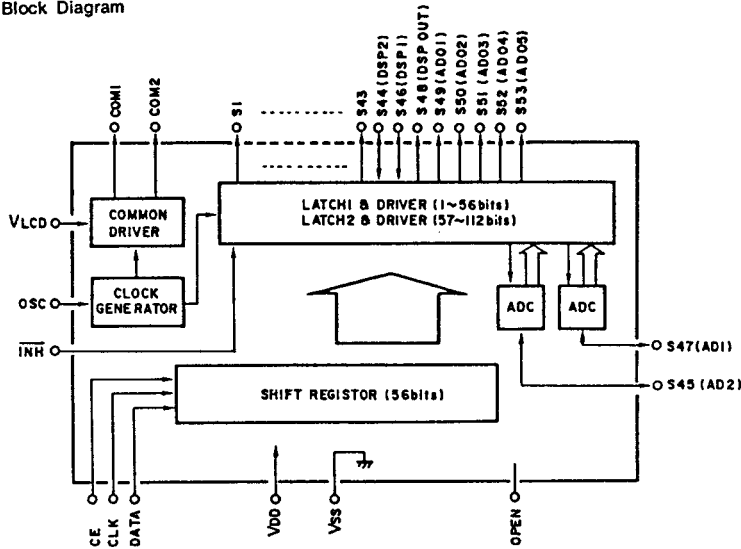 Block Diagram
COM1
COM2
S1
S43
S44(DSP2)
S46(DSP1)
S48(DSP OUT)
S49(ADO1)
S50(ADO2)
S51(ADO3)
S52(ADO4)
S53(ADO5)
VLCD
COMMON
DRIVER
LATCH1 & DRIVER (1~56bits)
LATCH2 & DRIVER (57~112bits)
OSC
CLOCK
GENERATOR
ADC
ADC
INH
S47(AD1)
S45(AD2)
SHIFT REGISTOR (56bits)
CE
CLK
DATA
VDD
VSS
OPEN